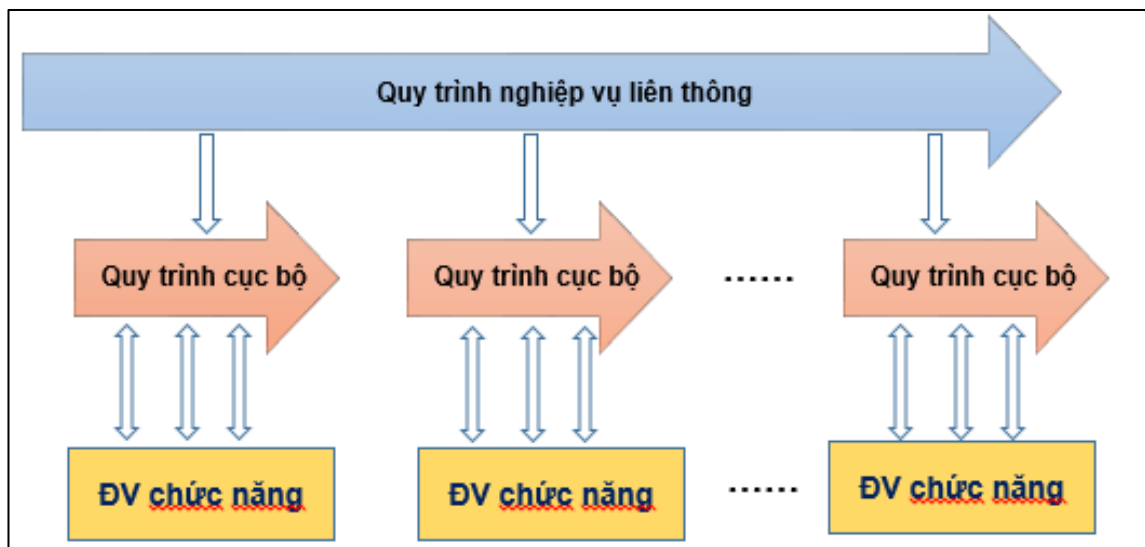 Quy trình nghiệp vụ liên thông
Quy trình cục bộ
Quy trình cục bộ
......
Quy trình cục bộ
ĐV chức năng
ĐV chức năng
......
ĐV chức năng